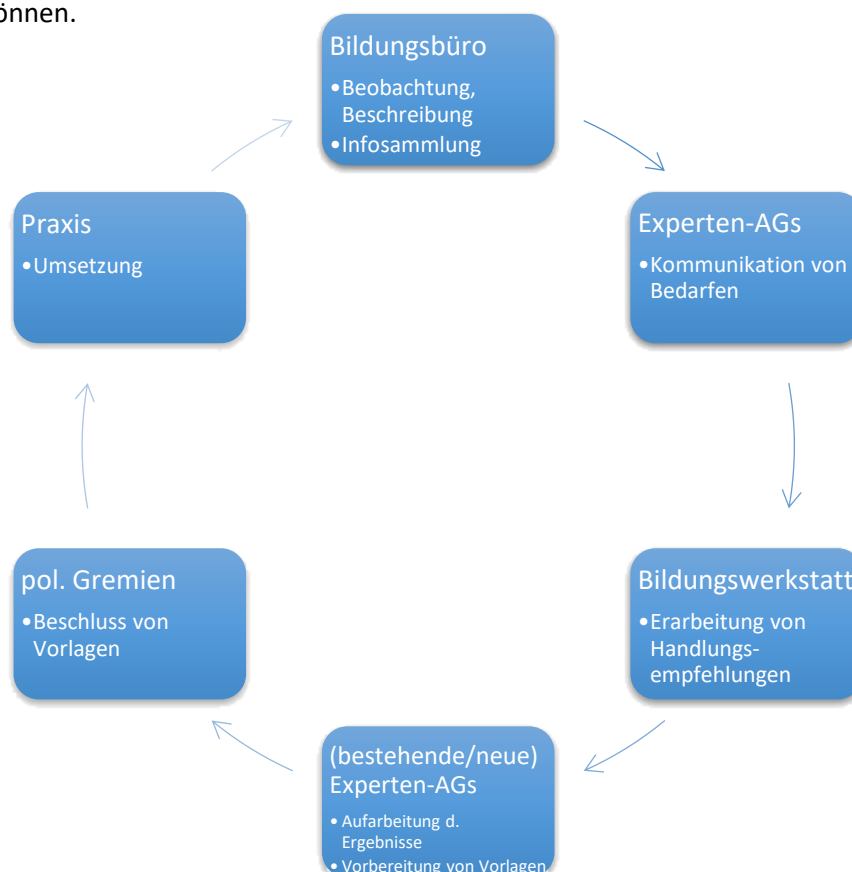 önnen.
Bildungsbüro
•Beobachtung,
Beschreibung
•Infosammlung
Experten-AGs
•Kommunikation von
Bedarfen
Bildungswerkstatt
•Erarbeitung von
Handlungs-
empfehlungen
(bestehende/neue)
Experten-AGs
• Aufarbeitung d.
Ergebnisse
• Vorbereitung von Vorlagen
pol. Gremien
•Beschluss von
Vorlagen
Praxis
•Umsetzung